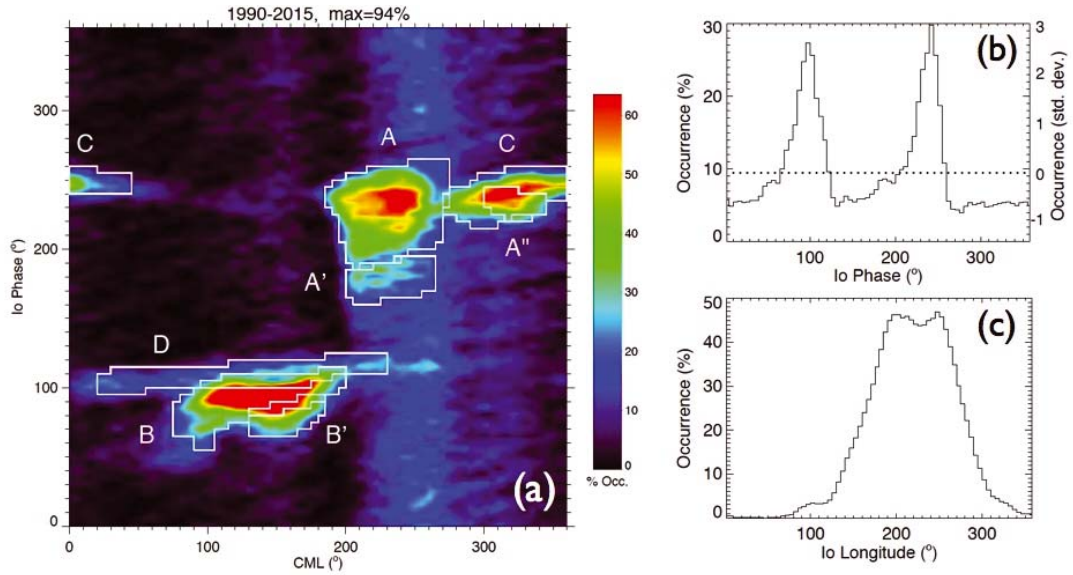 1990-2015, max=94%
300
200
100
0
Io Phase (°)
0 100 200 300
CML (°)
C
A
C
A'
A"
D
B
B'
(a)
60
50
40
30
20
10
0
% Occ.
30
20
10
0
Occurrence (%)
3
2
1
0
-1
Occurrence (std. dev.)
(b)
0 100 200 300
Io Phase (°)
50
40
30
20
10
0
Occurrence (%)
(c)
0 100 200 300
Io Longitude (°)